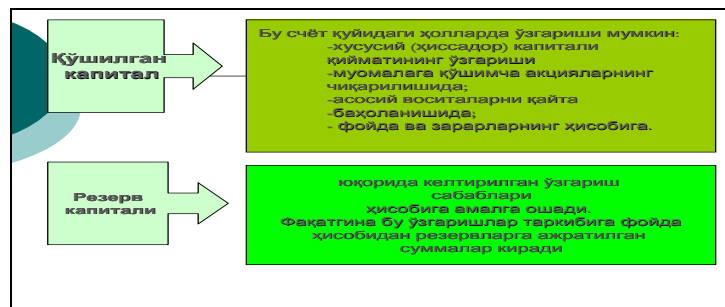 Қўшилган
капитал
Бу счёт қуйидаги ҳолларда ўзгариши мумкин:
-хусусий (ҳиссадор) капитали
қийматининг ўзгариши
-муомалага қўшимча акцияларнинг
чиқарилишида;
-асосий воситаларни қайта
-баҳоланишида;
- фойда ва зарарларнинг ҳисобига.
Резерв
капитали
юқорида келтирилган ўзгариш
сабаблари
ҳисобига амалга ошади.
Фақатгина бу ўзгаришлар таркибига фойда
ҳисобидан резервларга ажратилган
суммалар киради